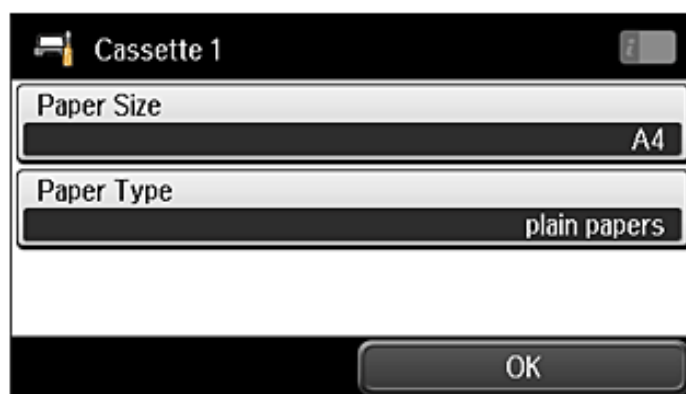 Cassette 1
Paper Size
A4
Paper Type
plain papers
OK